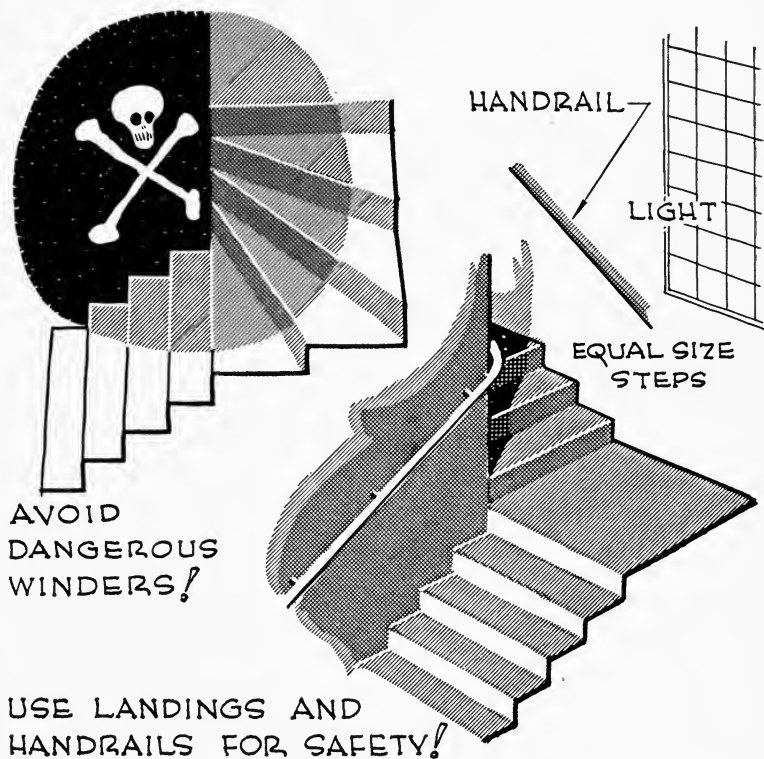 HANDRAIL
LIGHT
EQUAL SIZE
STEPS
AVOID
DANGEROUS
WINDERS!
USE LANDINGS AND
HANDRAILS FOR SAFETY!